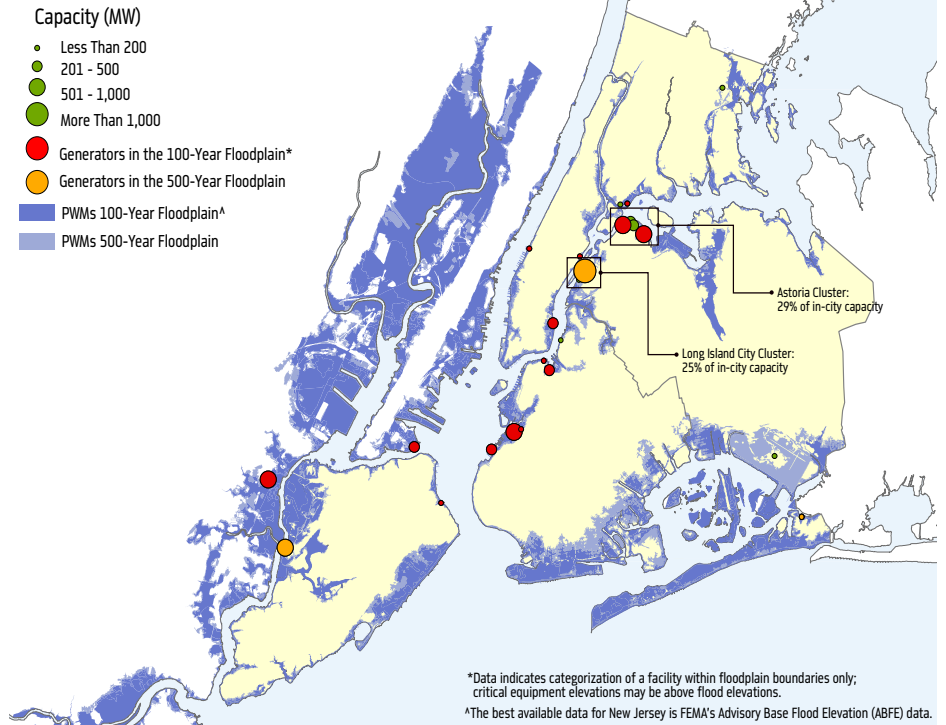 Capacity (MW)
Less Than 200
201 - 500
501 - 1,000
More Than 1,000
Generators in the 100-Year Floodplain*
Generators in the 500-Year Floodplain
PWMs 100-Year Floodplain^
PWMs 500-Year Floodplain
Astoria Cluster:
29% of in-city capacity
Long Island City Cluster:
25% of in-city capacity
*Data indicates categorization of a facility within floodplain boundaries only;
critical equipment elevations may be above flood elevations.
^The best available data for New Jersey is FEMA's Advisory Base Flood Elevation (ABFE) data.